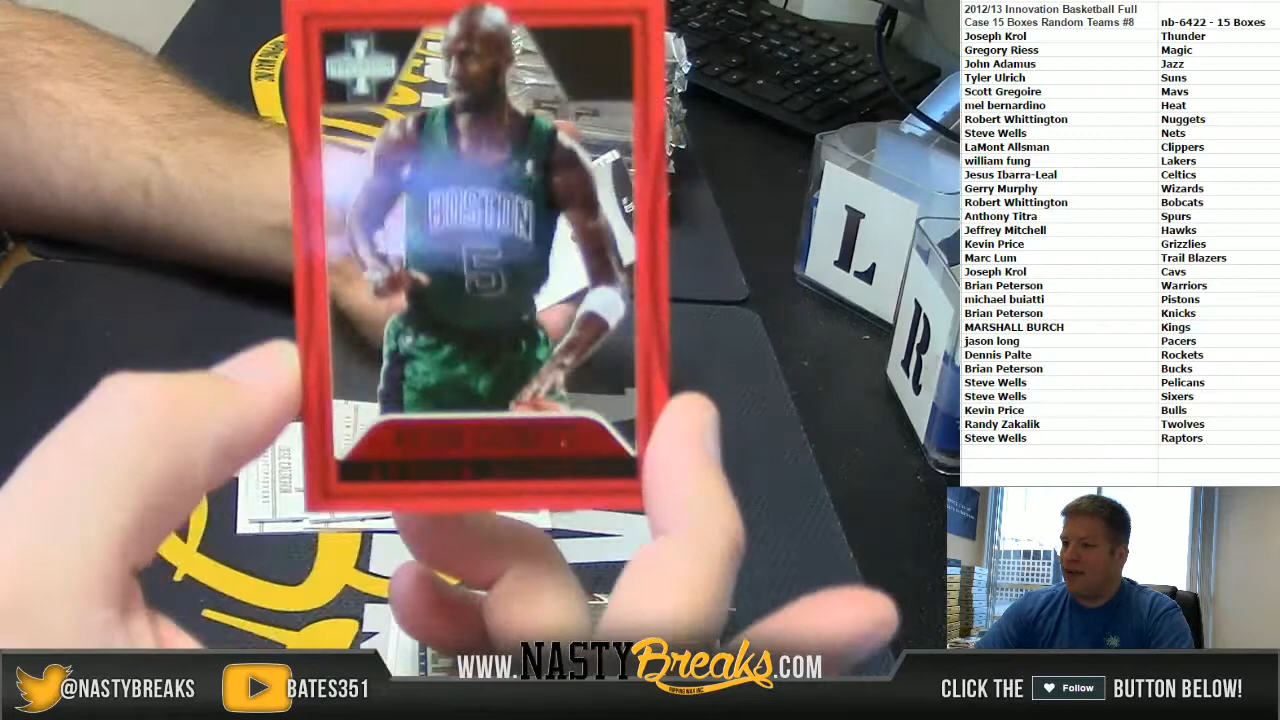 2012/13 Innovation Basketball Full
Case 15 Boxes Random Teams #8 nb-6422 - 15 Boxes
Joseph Krol Thunder
Gregory Riess Magic
John Adamus Jazz
Tyler Ulrich Suns
Scott Gregoire Mavs
mel bernardino Heat
Robert Whittington Nuggets
Steve Wells Nets
LaMont Allsman Clippers
william fung Lakers
Jesus Ibarra-Leal Celtics
Gerry Murphy Wizards
Robert Whittington Bobcats
Anthony Titra Spurs
Jeffrey Mitchell Hawks
Kevin Price Grizzlies
Marc Lum Trail Blazers
Joseph Krol Cavs
Brian Peterson Warriors
michael buiatti Pistons
Brian Peterson Knicks
MARSHALL BURCH Kings
jason long Pacers
Dennis Palte Rockets
Brian Peterson Bucks
Steve Wells Pelicans
Steve Wells Sixers
Kevin Price Bulls
Randy Zakalik Twolves
Steve Wells Raptors
BOSTON
5
L
R
@NASTYBREAKS
BATES351
WWW.NASTYBreaks.COM
RIPPING WAX INC.
CLICK THE Follow BUTTON BELOW!